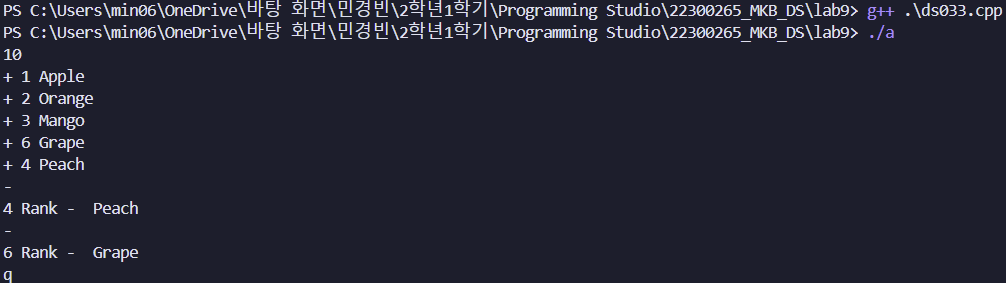 PS C:\Users\min06\OneDrive\바탕 화면\민경빈\2학년1학기\Programming Studio\22300265_MKB_DS\lab9> g++ .\ds033.cpp
PS C:\Users\min06\OneDrive\바탕 화면\민경빈\2학년1학기\Programming Studio\22300265_MKB_DS\lab9> ./a
10
+ 1 Apple
+ 2 Orange
+ 3 Mango
+ 6 Grape
+ 4 Peach
-
4 Rank -  Peach
-
6 Rank -  Grape
q